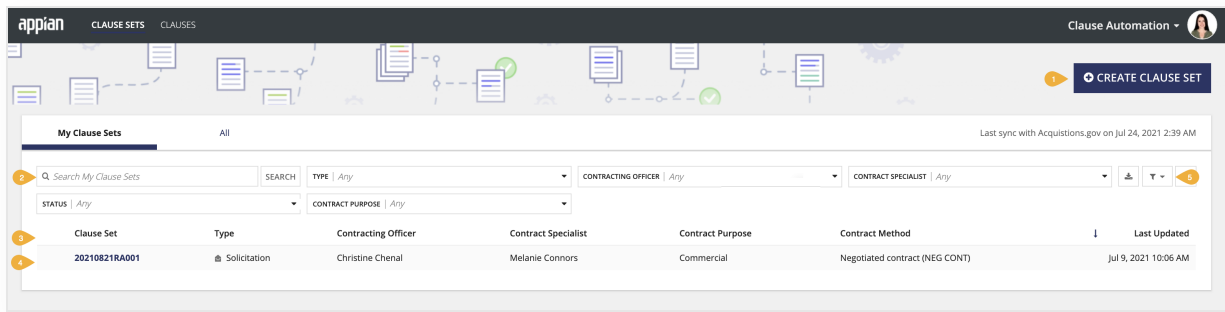 appian CLAUSE SETS CLAUSES Clause Automation
1 CREATE CLAUSE SET
My Clause Sets All Last sync with Acquistions.gov on Jul 24, 2021 2:39 AM
2 Search My Clause Sets SEARCH TYPE | Any CONTRACTING OFFICER | Any CONTRACT SPECIALIST | Any 5
STATUS | Any CONTRACT PURPOSE | Any
3 Clause Set Type Contracting Officer Contract Specialist Contract Purpose Contract Method ↓ Last Updated
4 20210821RA001 Solicitation Christine Chenal Melanie Connors Commercial Negotiated contract (NEG CONT) Jul 9, 2021 10:06 AM